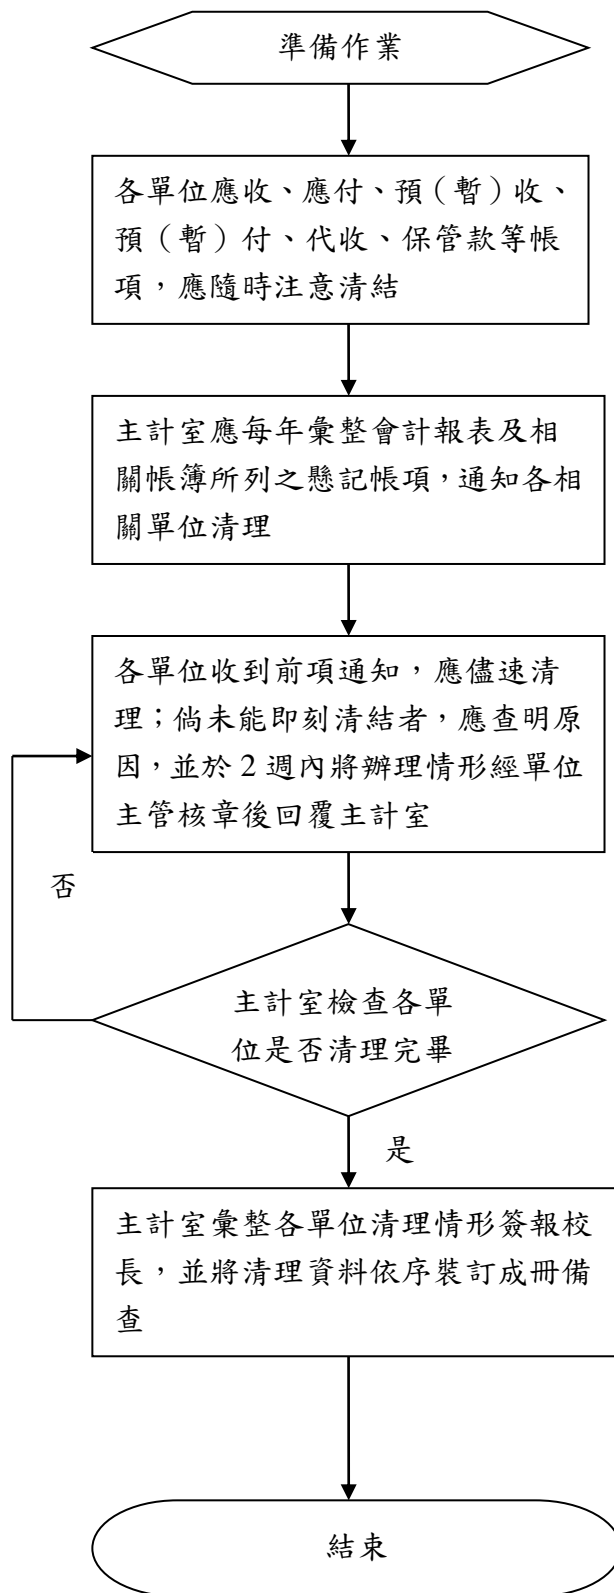 準備作業
各單位應收、應付、預（暫）收、
預（暫）付、代收、保管款等帳
項，應隨時注意清結
主計室應每年彙整會計報表及相
關帳簿所列之懸記帳項，通知各相
關單位清理
各單位收到前項通知，應儘速清
理；倘未能即刻清結者，應查明原
因，並於 2 週內將辦理情形經單位
主管核章後回覆主計室
否
主計室檢查各單
位是否清理完畢
是
主計室彙整各單位清理情形簽報校
長，並將清理資料依序裝訂成冊備
查
結束